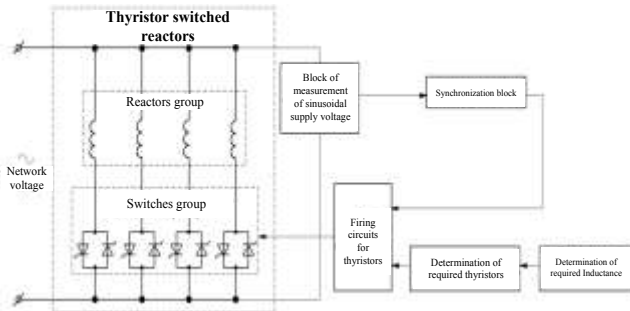 Thyristor switched
reactors
Reactors group
Network
voltage
Switches group
Block of
measurement
of sinusoidal
supply voltage
Synchronization block
Firing
circuits
for
thyristors
Determination of
required thyristors
Determination of
required Inductance